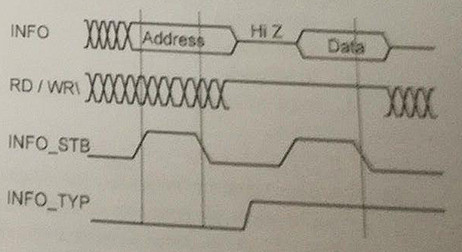 INFO Address Hi Z Data
RD / WR\
INFO_STB
INFO_TYP